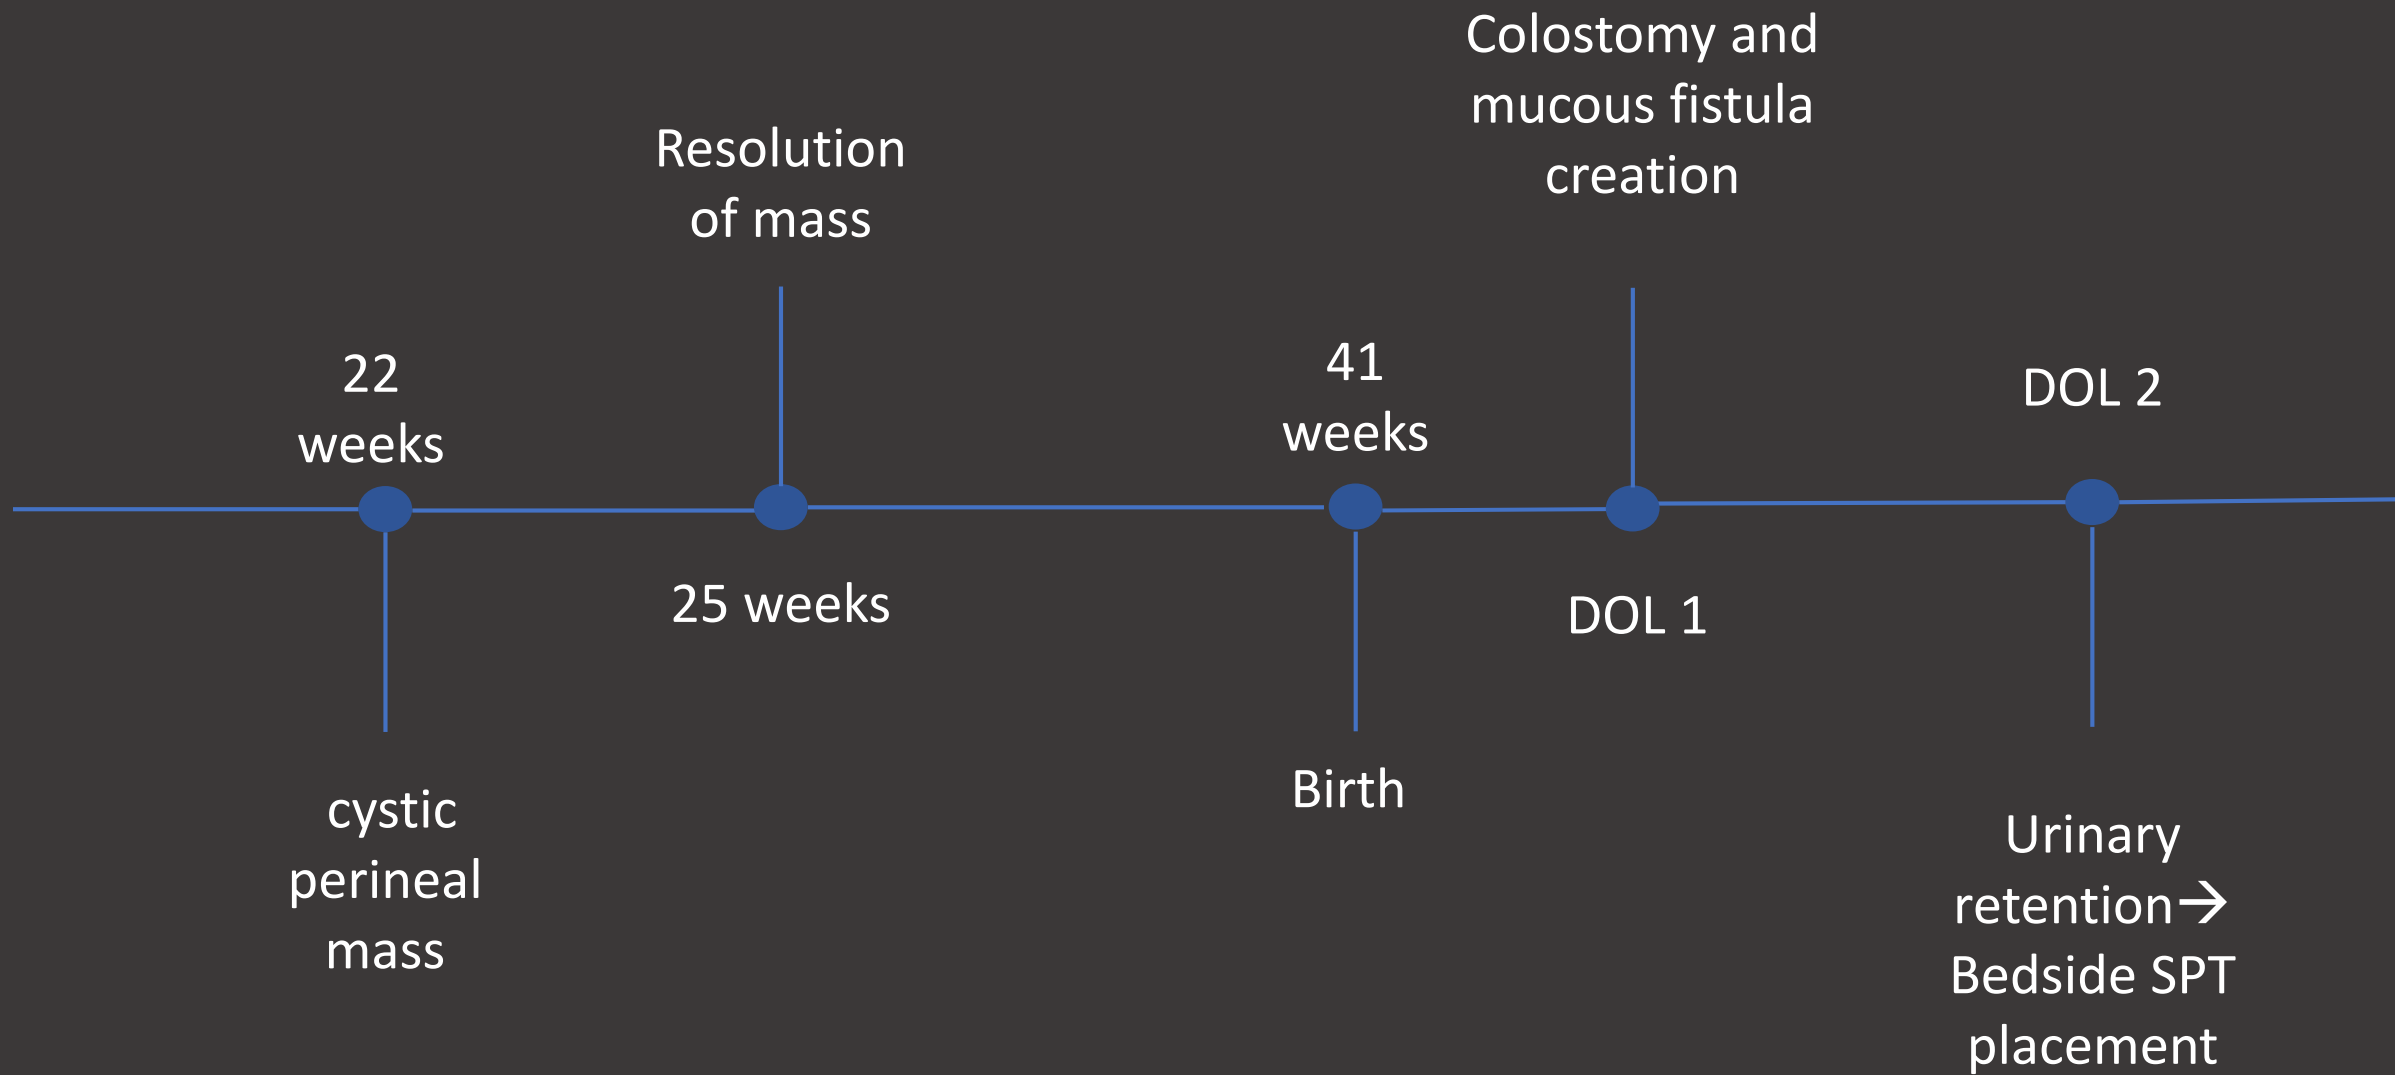 22
weeks
cystic
perineal
mass
Resolution
of mass
25 weeks
41
weeks
Birth
Colostomy and
mucous fistula
creation
DOL 1
DOL 2
Urinary
retention→
Bedside SPT
placement